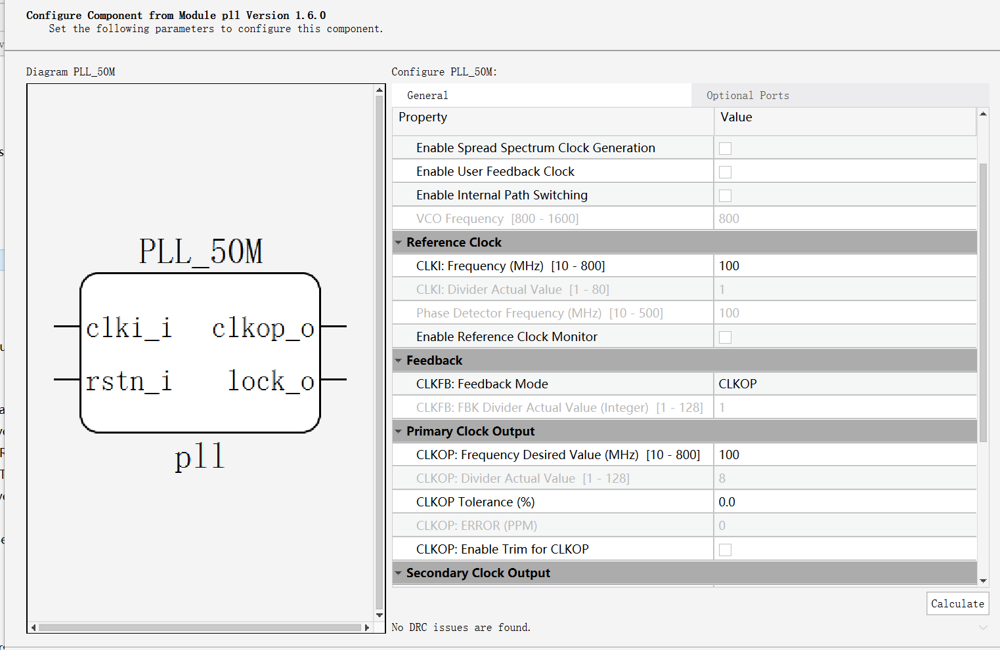 Configure Component from Module pll Version 1.6.0
Set the following parameters to configure this component.
Diagram PLL_50M
PLL_50M
clki_i clkop_o
rstn_i lock_o
pll
Configure PLL_50M:
General Optional Ports
Property Value
Enable Spread Spectrum Clock Generation
Enable User Feedback Clock
Enable Internal Path Switching
VCO Frequency [800 - 1600] 800
Reference Clock
CLKI: Frequency (MHz) [10 - 800] 100
CLKI: Divider Actual Value [1 - 80] 1
Phase Detector Frequency (MHz) [10 - 500] 100
Enable Reference Clock Monitor
Feedback
CLKFB: Feedback Mode CLKOP
CLKFB: FBK Divider Actual Value (Integer) [1 - 128] 1
Primary Clock Output
CLKOP: Frequency Desired Value (MHz) [10 - 800] 100
CLKOP: Divider Actual Value [1 - 128] 8
CLKOP Tolerance (%) 0.0
CLKOP: ERROR (PPM) 0
CLKOP: Enable Trim for CLKOP
Secondary Clock Output
Calculate
No DRC issues are found.